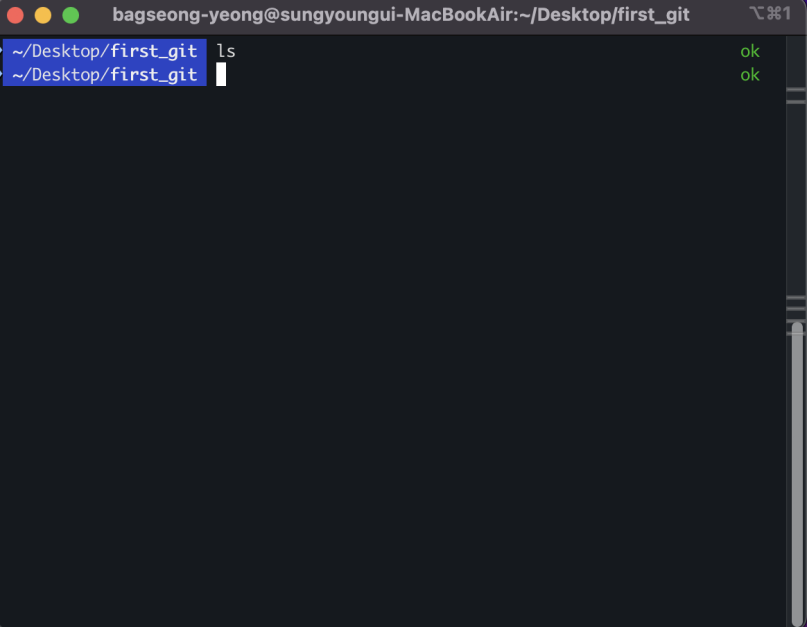 bagseong-yeong@sungyoungui-MacBookAir:~/Desktop/first_git ⌥⌘1
~/Desktop/first_git ls ok
~/Desktop/first_git ok